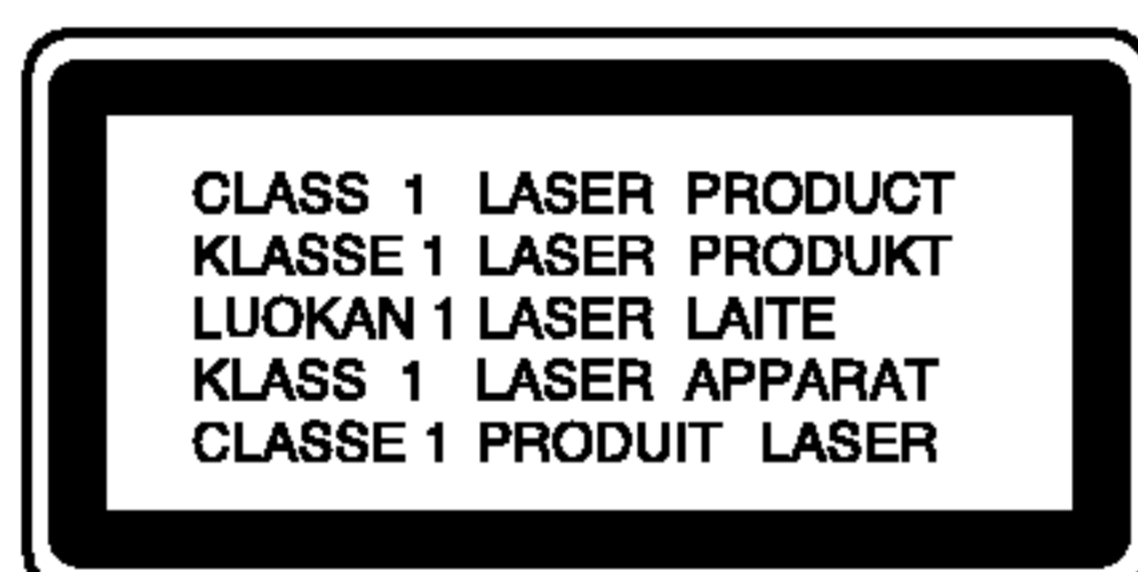 CLASS 1 LASER PRODUCT
KLASSE 1 LASER PRODUKT
LUOKAN 1 LASER LAITE
KLASS 1 LASER APPARAT
CLASSE 1 PRODUIT LASER